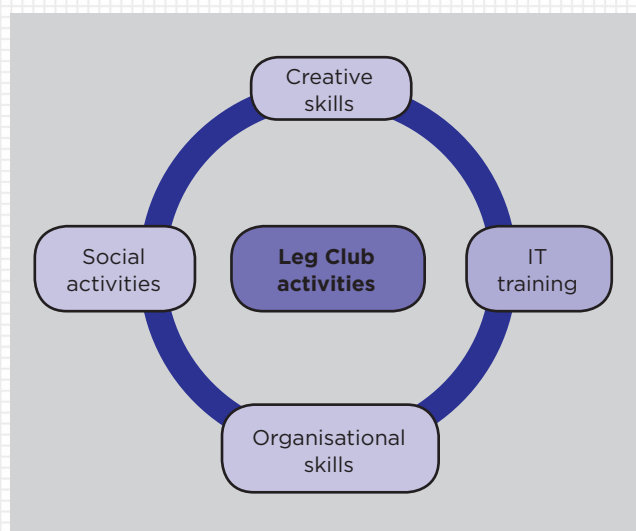 Creative
skills
Social
activities
Leg Club
activities
IT
training
Organisational
skills